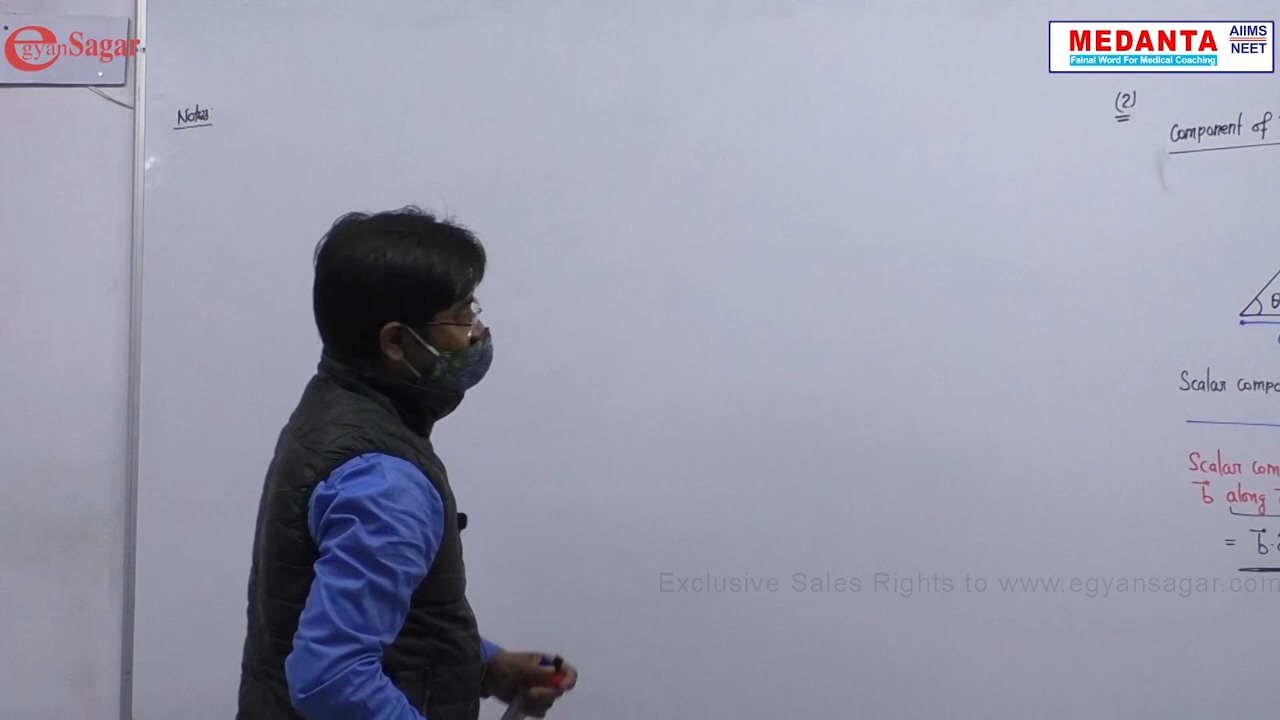 egyanSagar
MEDANTA
Fainal Word For Medical Coaching
AIIMS
NEET
Notes:
(2)
Component of
θ
Scalar compo
Scalar com
b⃗ along
= b⃗.
Exclusive Sales Rights to www.egyansagar.com